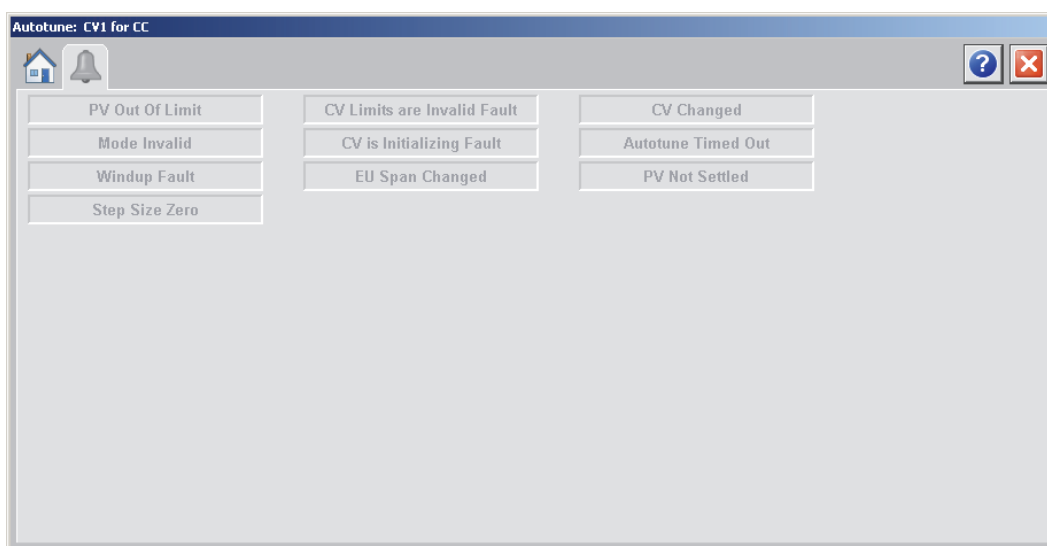 Autotune: CV1 for CC
?
PV Out Of Limit
CV Limits are Invalid Fault
CV Changed
Mode Invalid
CV is Initializing Fault
Autotune Timed Out
Windup Fault
EU Span Changed
PV Not Settled
Step Size Zero